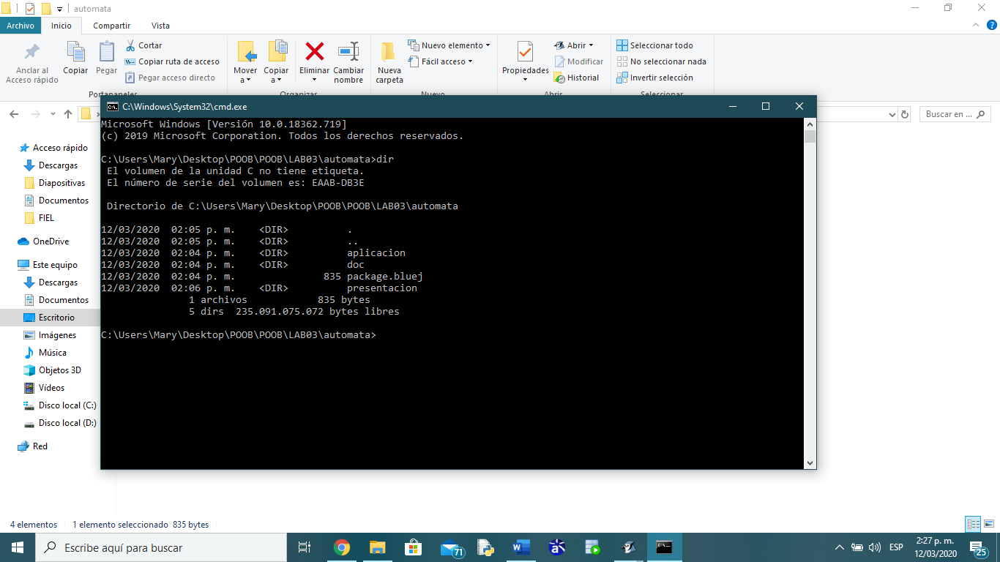 automata
Archivo Inicio Compartir Vista
Anclar al Acceso rápido
Copiar
Pegar
Cortar
Copiar ruta de acceso
Pegar acceso directo
Portapapeles
Mover a
Copiar a
Eliminar
Cambiar nombre
Organizar
Nueva carpeta
Nuevo elemento
Fácil acceso
Nuevo
Propiedades
Abrir
Modificar
Historial
Abrir
Seleccionar todo
No seleccionar nada
Invertir selección
Seleccionar
Buscar en ...
C:\Windows\System32\cmd.exe
Microsoft Windows [Versión 10.0.18362.719]
(c) 2019 Microsoft Corporation. Todos los derechos reservados.
C:\Users\Mary\Desktop\POOB\POOB\LAB03\automata>dir
El volumen de la unidad C no tiene etiqueta.
El número de serie del volumen es: EAAB-DB3E
Directorio de C:\Users\Mary\Desktop\POOB\POOB\LAB03\automata
12/03/2020  02:05 p. m.    <DIR>          .
12/03/2020  02:05 p. m.    <DIR>          ..
12/03/2020  02:04 p. m.    <DIR>          aplicacion
12/03/2020  02:04 p. m.    <DIR>          doc
12/03/2020  02:04 p. m.               835 package.bluej
12/03/2020  02:06 p. m.    <DIR>          presentacion
1 archivos            835 bytes
5 dirs  235.091.075.072 bytes libres
C:\Users\Mary\Desktop\POOB\POOB\LAB03\automata>
Acceso rápido
Descargas
Diapositivas
Documentos
FIEL
OneDrive
Este equipo
Descargas
Documentos
Escritorio
Imágenes
Música
Objetos 3D
Vídeos
Disco local (C:)
Disco local (D:)
Red
4 elementos 1 elemento seleccionado 835 bytes
Escribe aquí para buscar
71
ESP
2:27 p. m.
12/03/2020
25